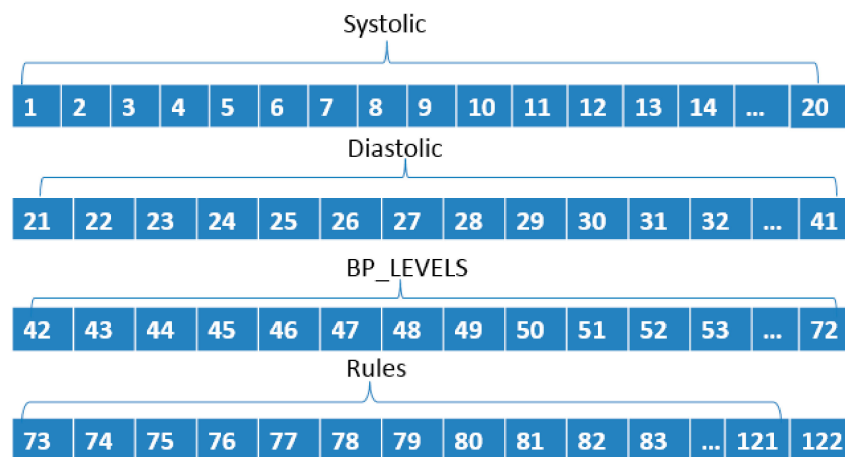 Systolic
1 2 3 4 5 6 7 8 9 10 11 12 13 14 ... 20
Diastolic
21 22 23 24 25 26 27 28 29 30 31 32 ... 41
BP_LEVELS
42 43 44 45 46 47 48 49 50 51 52 53 ... 72
Rules
73 74 75 76 77 78 79 80 81 82 83 ... 121 122